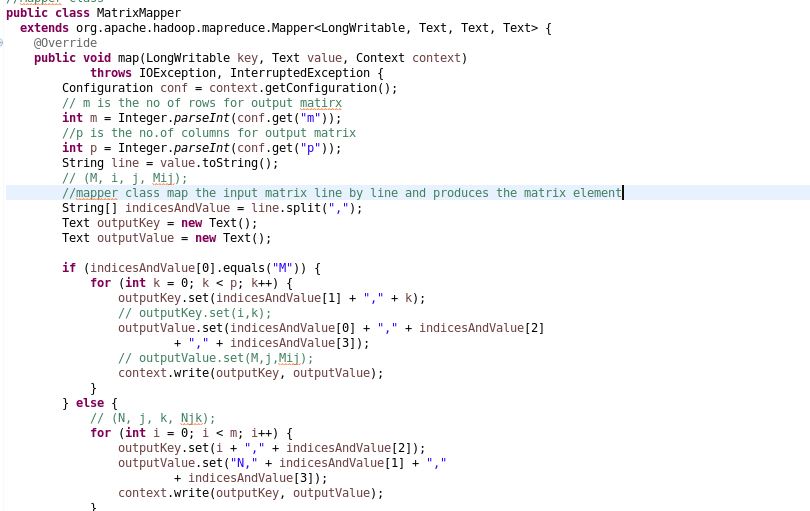 //Mapper class
public class MatrixMapper
extends org.apache.hadoop.mapreduce.Mapper<LongWritable, Text, Text, Text> {
@Override
public void map(LongWritable key, Text value, Context context)
throws IOException, InterruptedException {
Configuration conf = context.getConfiguration();
// m is the no of rows for output matirx
int m = Integer.parseInt(conf.get("m"));
//p is the no.of columns for output matrix
int p = Integer.parseInt(conf.get("p"));
String line = value.toString();
// (M, i, j, Mij);
//mapper class map the input matrix line by line and produces the matrix element
String[] indicesAndValue = line.split(",");
Text outputKey = new Text();
Text outputValue = new Text();
if (indicesAndValue[0].equals("M")) {
for (int k = 0; k < p; k++) {
outputKey.set(indicesAndValue[1] + "," + k);
// outputKey.set(i,k);
outputValue.set(indicesAndValue[0] + "," + indicesAndValue[2]
+ "," + indicesAndValue[3]);
// outputValue.set(M,j,Mij);
context.write(outputKey, outputValue);
}
} else {
// (N, j, k, Njk);
for (int i = 0; i < m; i++) {
outputKey.set(i + "," + indicesAndValue[2]);
outputValue.set("N," + indicesAndValue[1] + ","
+ indicesAndValue[3]);
context.write(outputKey, outputValue);
}